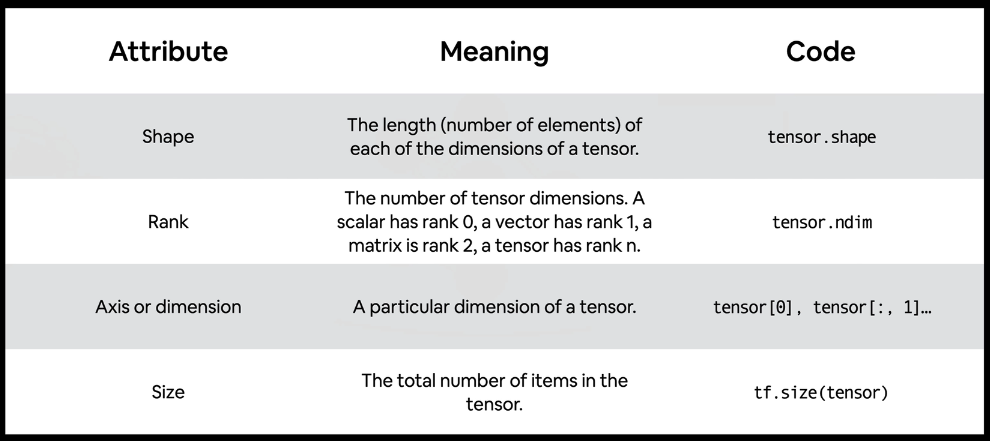 Attribute Meaning Code
Shape
The length (number of elements) of
each of the dimensions of a tensor.
tensor.shape
Rank
The number of tensor dimensions. A
scalar has rank 0, a vector has rank 1, a
matrix is rank 2, a tensor has rank n.
tensor.ndim
Axis or dimension
A particular dimension of a tensor.
tensor[0], tensor[:, 1]…
Size
The total number of items in the
tensor.
tf.size(tensor)